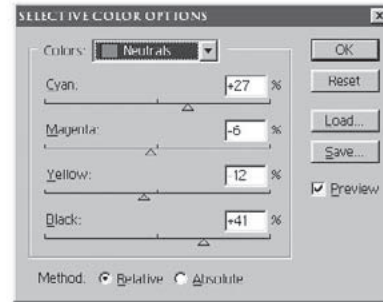 SELECTIVE COLOR OPTIONS
Colors: Neutrals
Cyan: +27 %
Magenta: -6 %
Yellow: -12 %
Black: +41 %
Method: Relative Absolute
OK
Reset
Load...
Save...
Preview